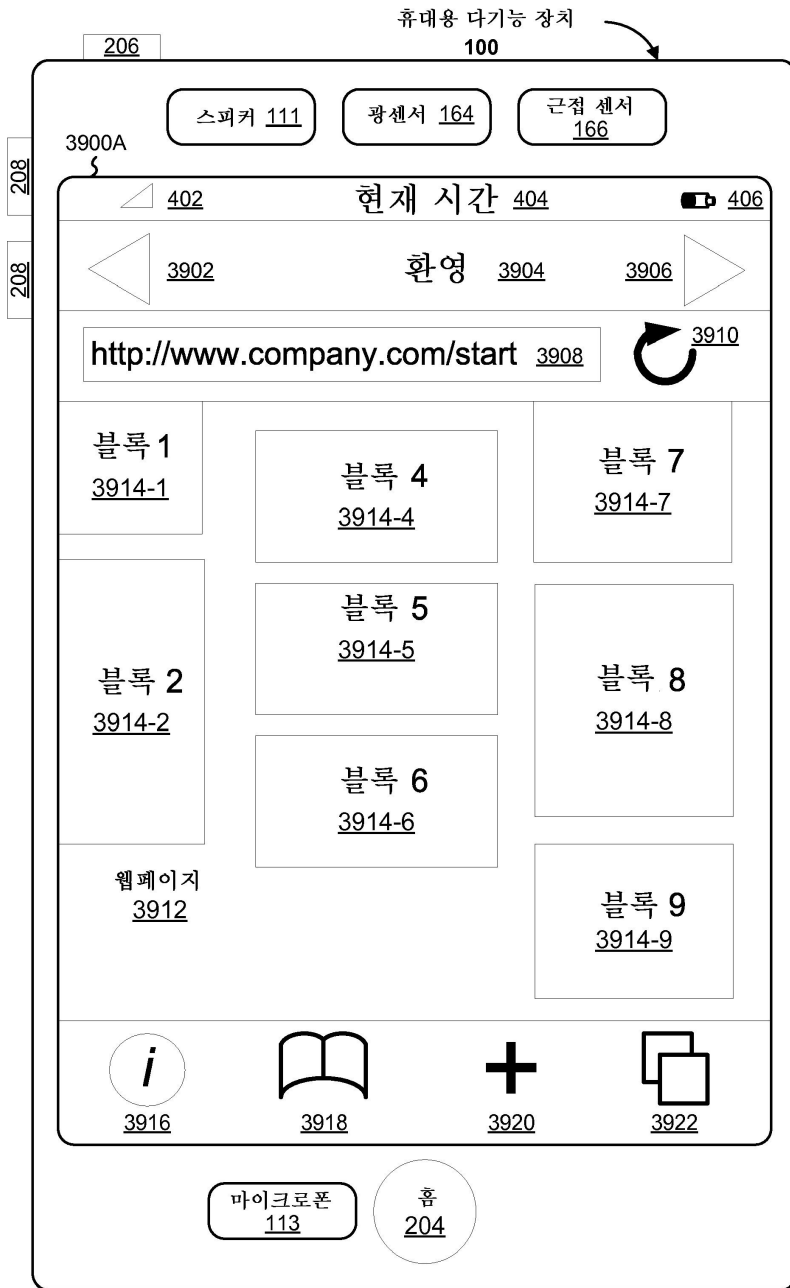 휴대용 다기능 장치
100
206
스피커 111
광센서 164
근접 센서
166
3900A
208
208
402
현재 시간 404
406
3902
환영 3904
3906
http://www.company.com/start 3908
3910
블록 1
3914-1
블록 4
3914-4
블록 7
3914-7
블록 5
3914-5
블록 2
3914-2
블록 8
3914-8
블록 6
3914-6
웹페이지
3912
블록 9
3914-9
i
3916
3918
3920
3922
마이크로폰
113
홈
204